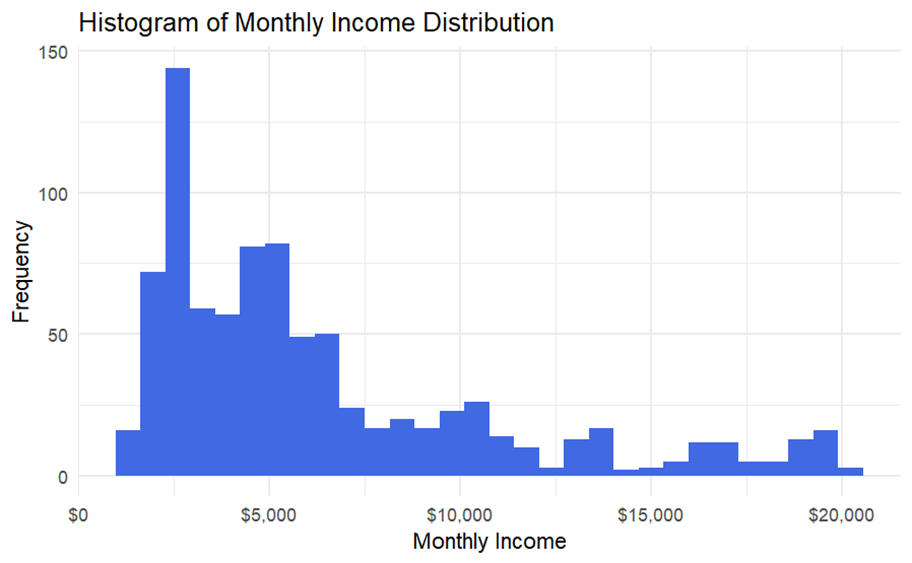 Histogram of Monthly Income Distribution
150
100
50
0
Frequency
$0 $5,000 $10,000 $15,000 $20,000
Monthly Income